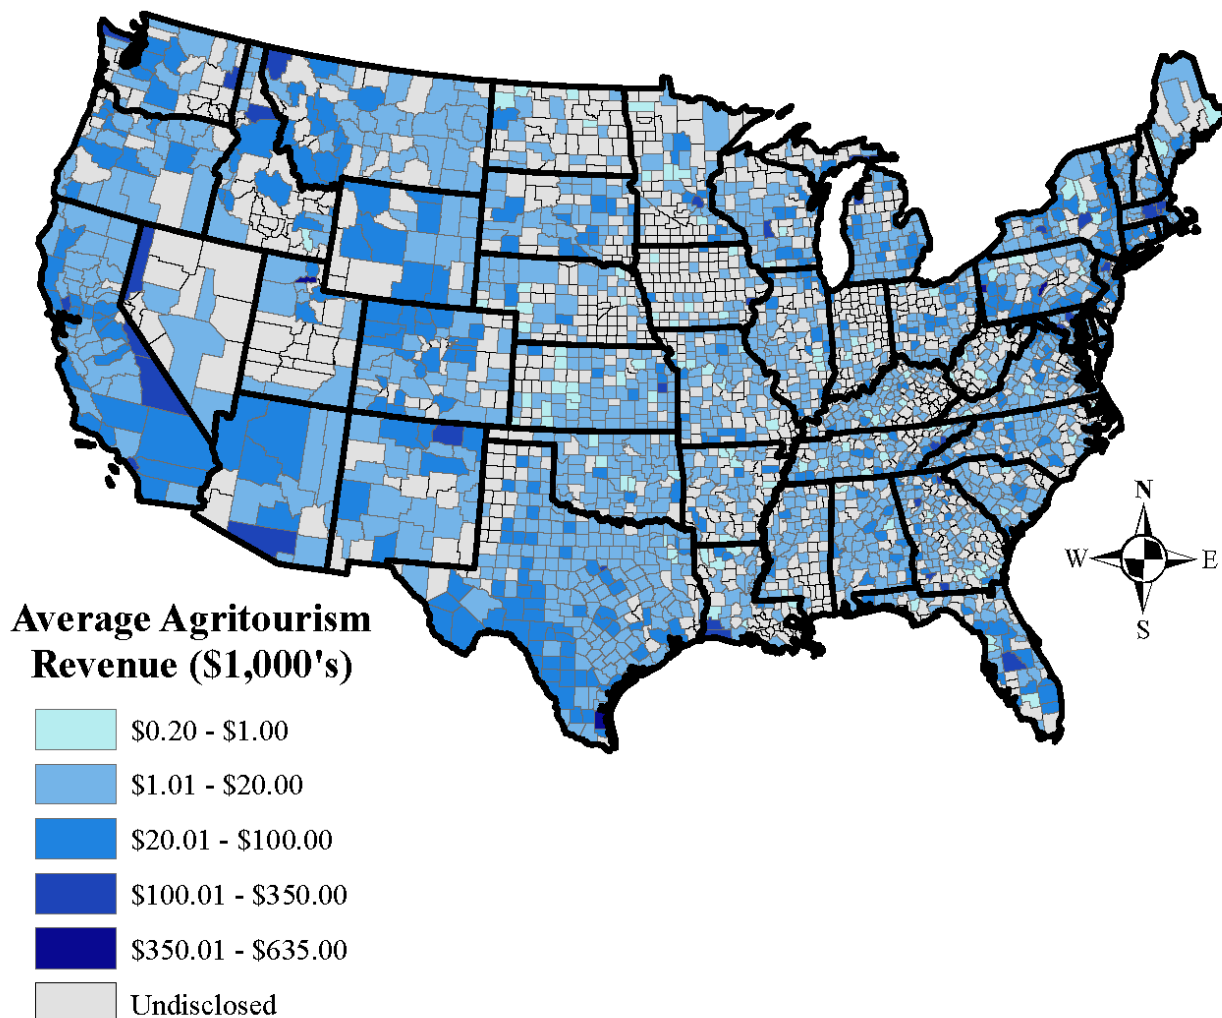 N
W E
S
Average Agritourism
Revenue ($1,000's)
$0.20 - $1.00
$1.01 - $20.00
$20.01 - $100.00
$100.01 - $350.00
$350.01 - $635.00
Undisclosed